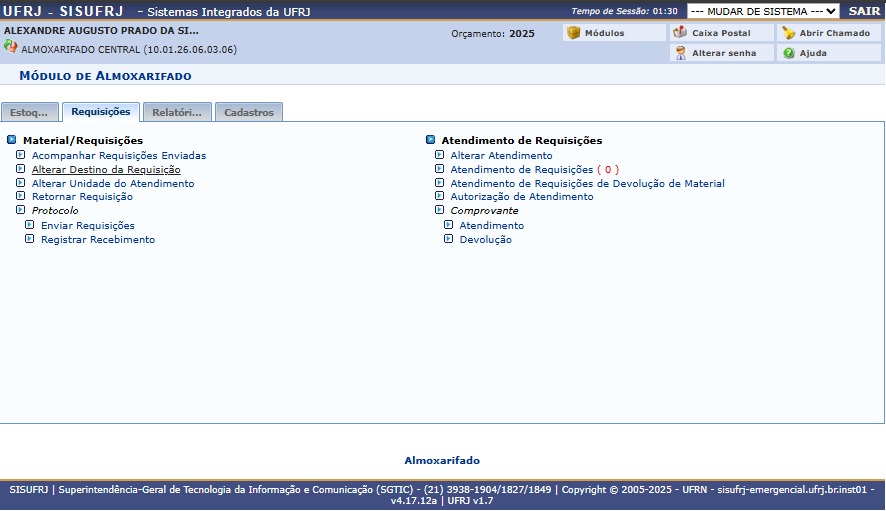 UFRJ - SISUFRJ - Sistemas Integrados da UFRJ
Tempo de Sessão: 01:30
--- MUDAR DE SISTEMA ---
SAIR
ALEXANDRE AUGUSTO PRADO DA SI...
Orçamento: 2025
Módulos
Caixa Postal
Abrir Chamado
ALMOXARIFADO CENTRAL (10.01.26.06.03.06)
Alterar senha
Ajuda
MÓDULO DE ALMOXARIFADO
Estoq...
Requisições
Relatóri...
Cadastros
Material/Requisições
Acompanhar Requisições Enviadas
Alterar Destino da Requisição
Alterar Unidade do Atendimento
Retornar Requisição
Protocolo
Enviar Requisições
Registrar Recebimento
Atendimento de Requisições
Alterar Atendimento
Atendimento de Requisições ( 0 )
Atendimento de Requisições de Devolução de Material
Autorização de Atendimento
Comprovante
Atendimento
Devolução
Almoxarifado
SISUFRJ | Superintendência-Geral de Tecnologia da Informação e Comunicação (SGTIC) - (21) 3938-1904/1827/1849 | Copyright © 2005-2025 - UFRN - sisufrj-emergencial.ufrj.br.inst01 -
v4.17.12a | UFRJ v1.7